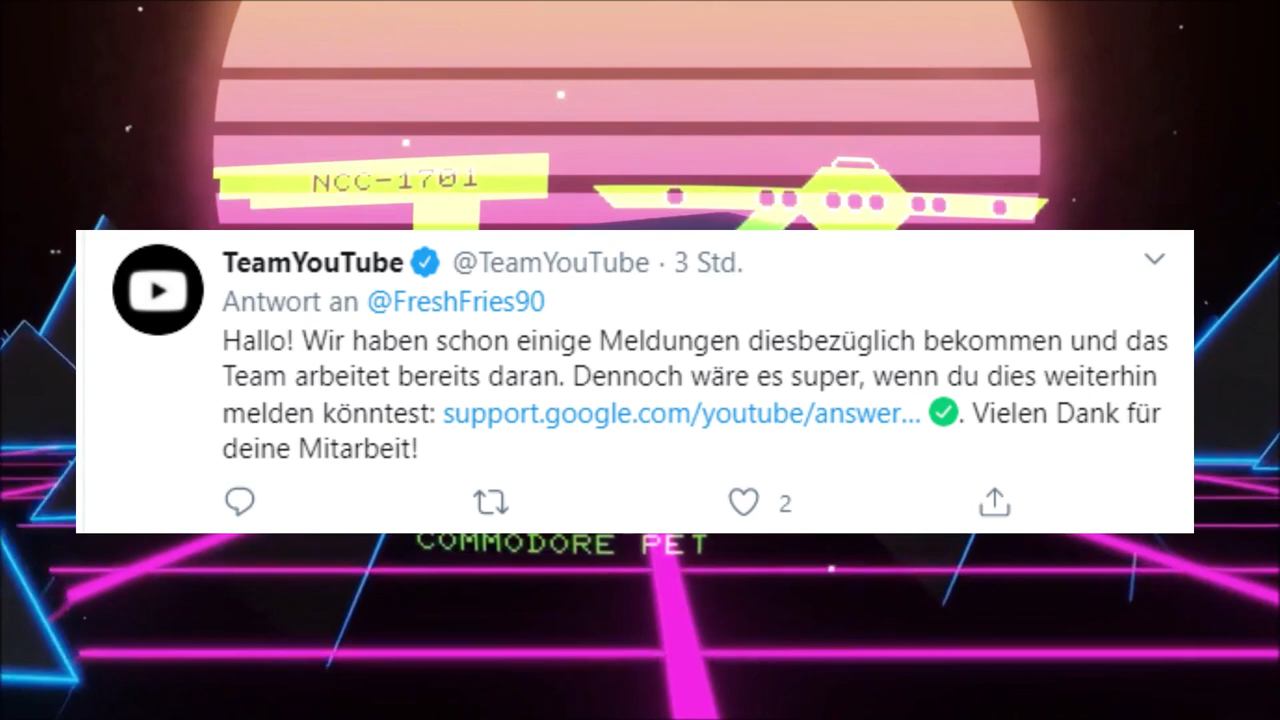 NCC-1701
TeamYouTube @TeamYouTube · 3 Std.
Antwort an @FreshFries90
Hallo! Wir haben schon einige Meldungen diesbezüglich bekommen und das
Team arbeitet bereits daran. Dennoch wäre es super, wenn du dies weiterhin
melden könntest: support.google.com/youtube/answer... ✅. Vielen Dank für
deine Mitarbeit!
2
COMMODORE PET